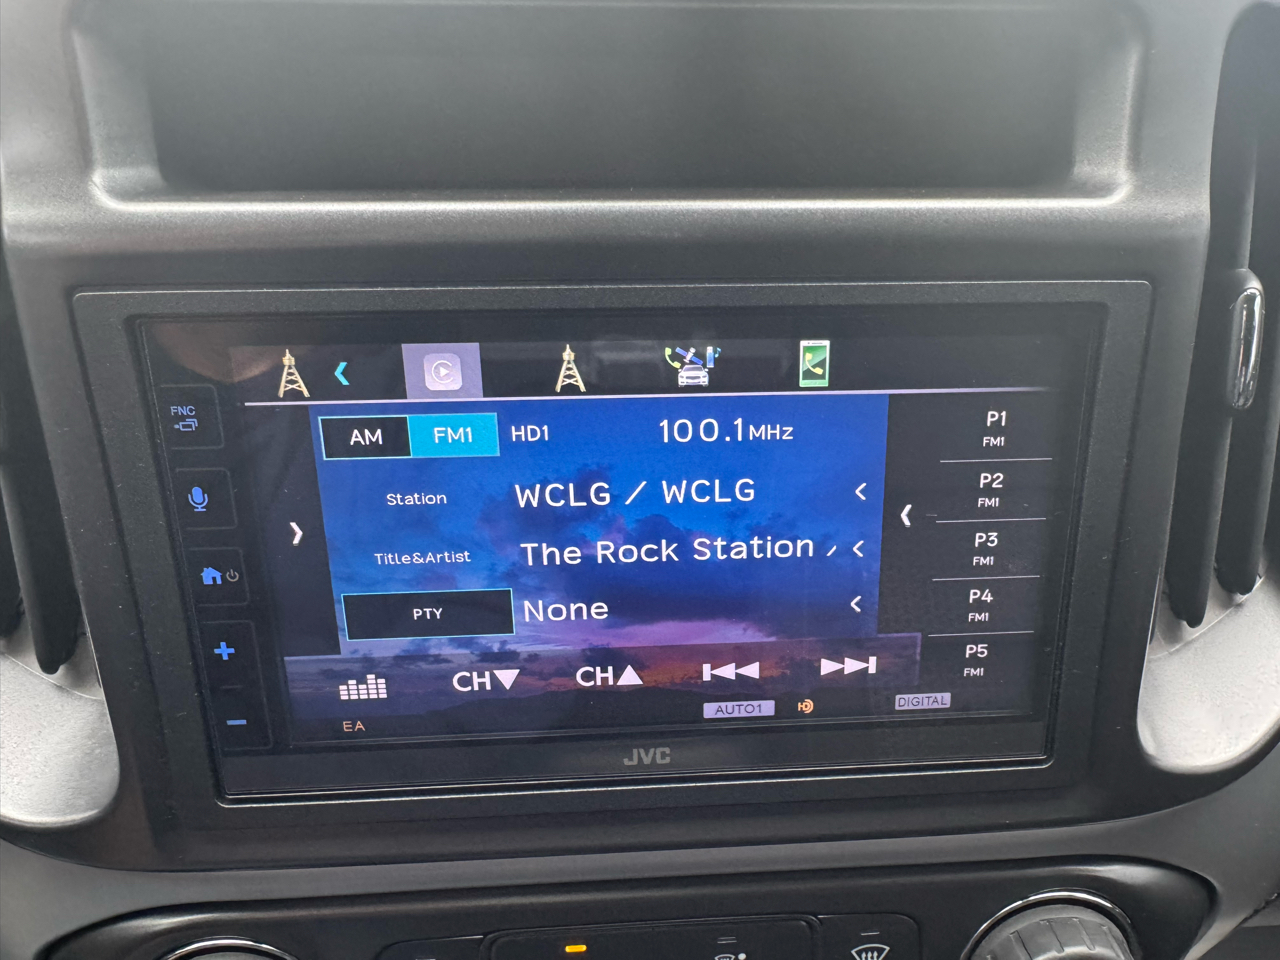 FNC
AM FM1 HD1 100.1MHz
Station WCLG / WCLG
Title&Artist The Rock Station /
PTY None
CH▼ CH▲
EA AUTO1 HD DIGITAL
P1
FM1
P2
FM1
P3
FM1
P4
FM1
P5
FM1
JVC